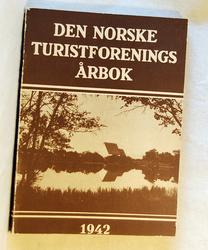 DEN NORSKE
TURISTFORENINGS
ÅRBOK
1942